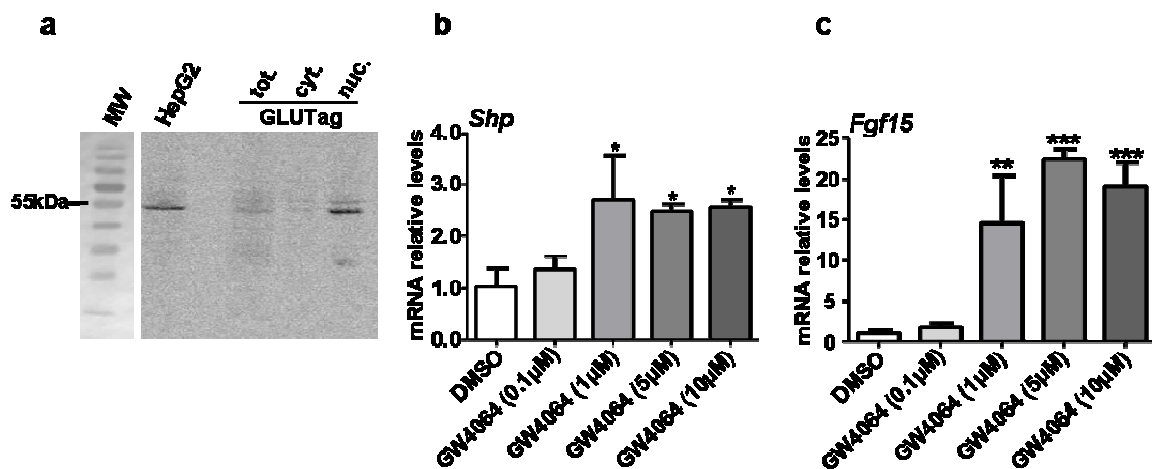 a
MW
HepG2
tot.
cyt.
nuc.
GLUTag
55kDa
b
Shp
mRNA relative levels
4.0
3.0
2.0
1.0
0.0
*
*
*
DMSO
GW4064 (0.1µM)
GW4064 (1µM)
GW4064 (5µM)
GW4064 (10µM)
c
Fgf15
mRNA relative levels
25
20
15
10
5
0
**
***
***
DMSO
GW4064 (0.1µM)
GW4064 (1µM)
GW4064 (5µM)
GW4064 (10µM)